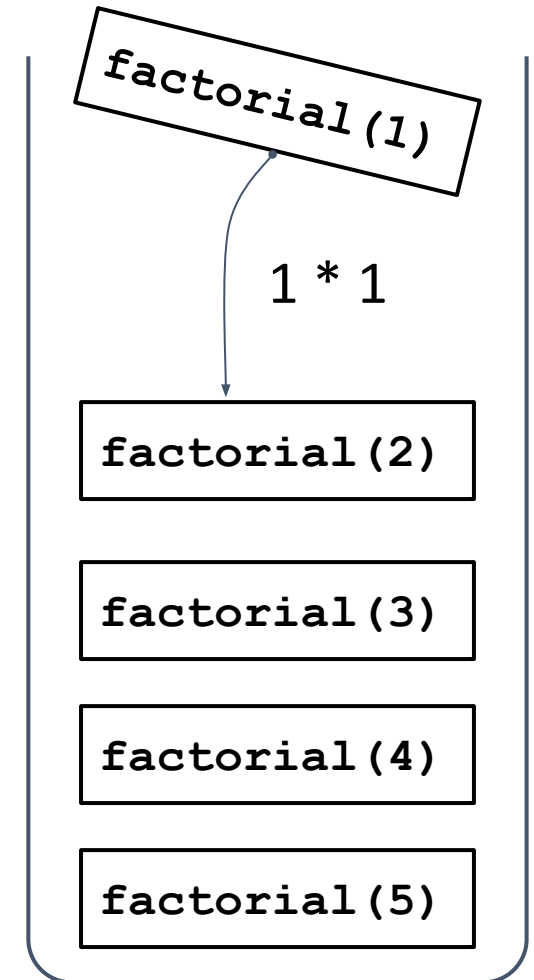 factorial(1)
1 * 1
factorial(2)
factorial(3)
factorial(4)
factorial(5)